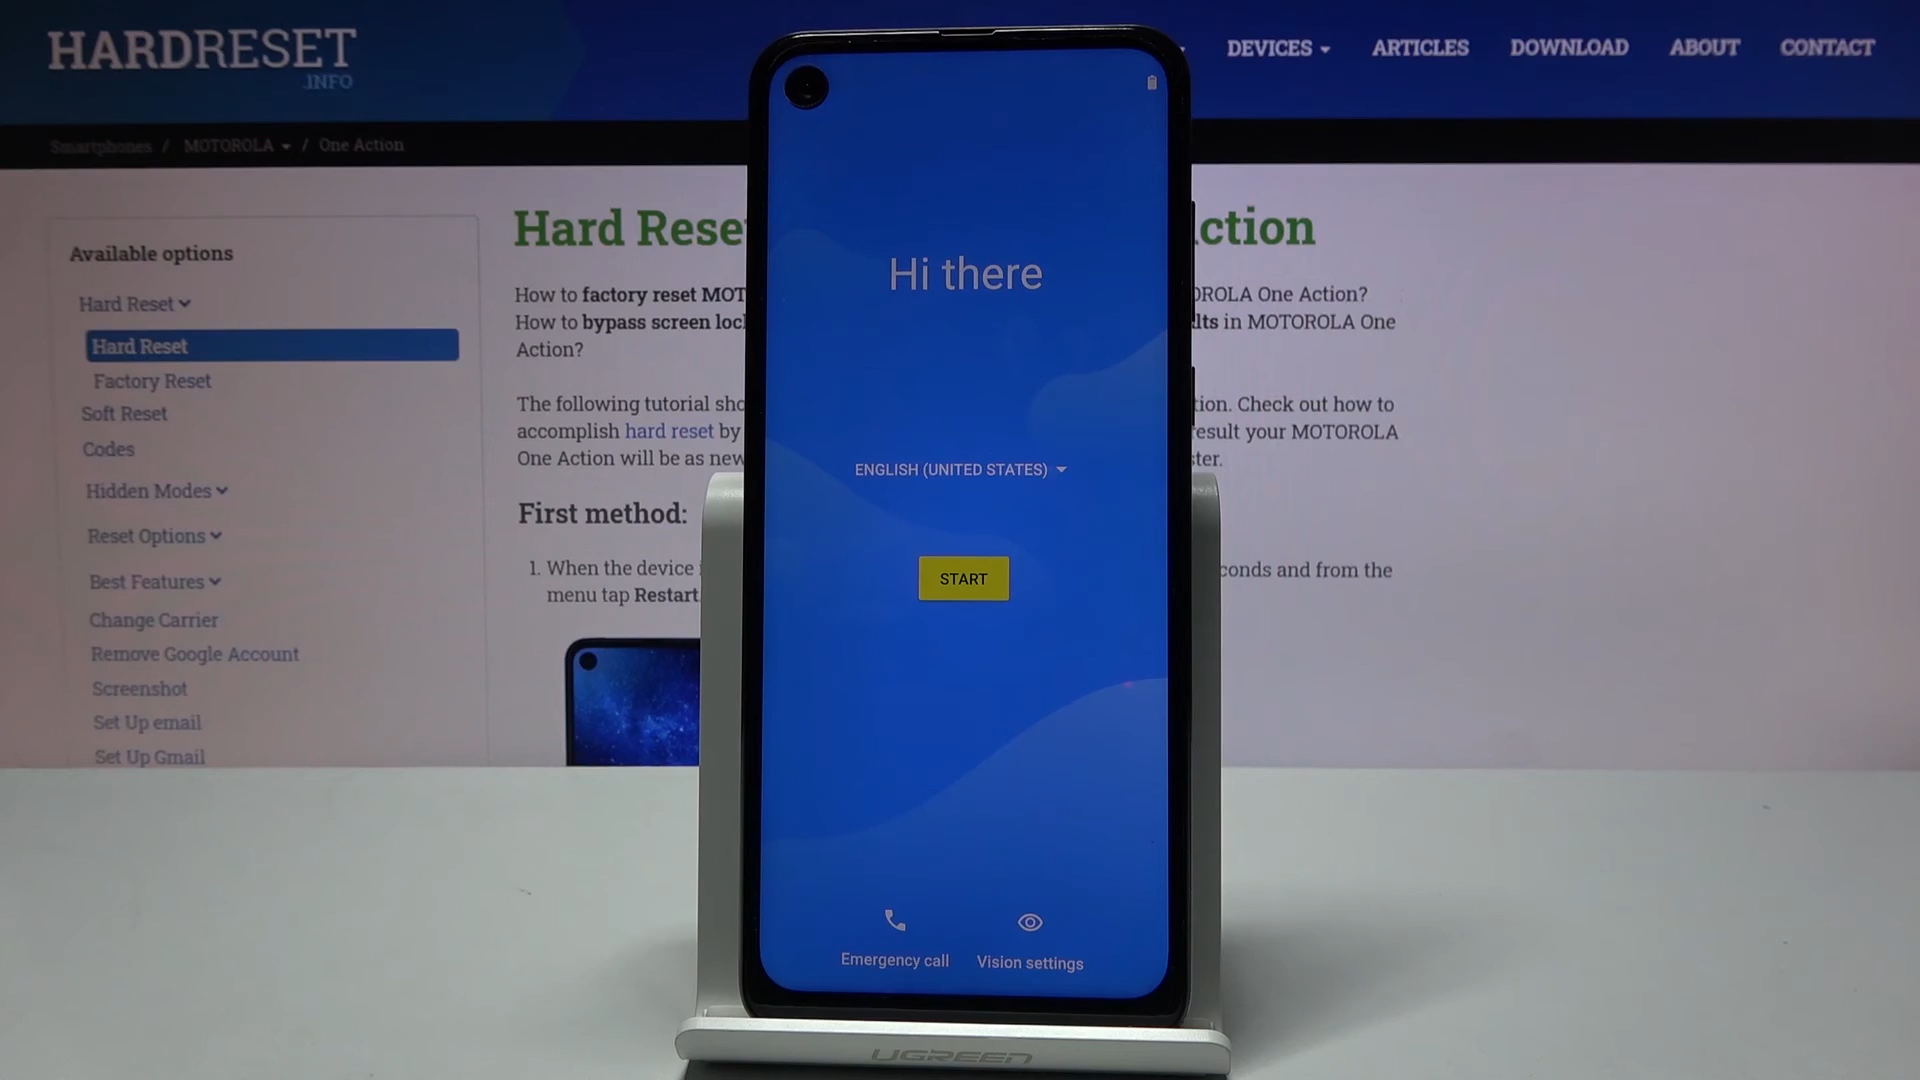 HARDRESET
.INFO
DEVICES
ARTICLES
DOWNLOAD
ABOUT
CONTACT
Smartphones / MOTOROLA / One Action
Available options
Hard Reset
Hard Reset
Factory Reset
Soft Reset
Codes
Hidden Modes
Reset Options
Best Features
Change Carrier
Remove Google Account
Screenshot
Set Up email
Set Up Gmail
Hard Rese
ction
How to factory reset MOT
OROLA One Action?
How to bypass screen loc
lts in MOTOROLA One
Action?
The following tutorial sho
tion. Check out how to
accomplish hard reset by
result your MOTOROLA
One Action will be as new
ster.
First method:
1. When the device
conds and from the
menu tap Restart
Hi there
ENGLISH (UNITED STATES)
START
Emergency call
Vision settings
UGREEN